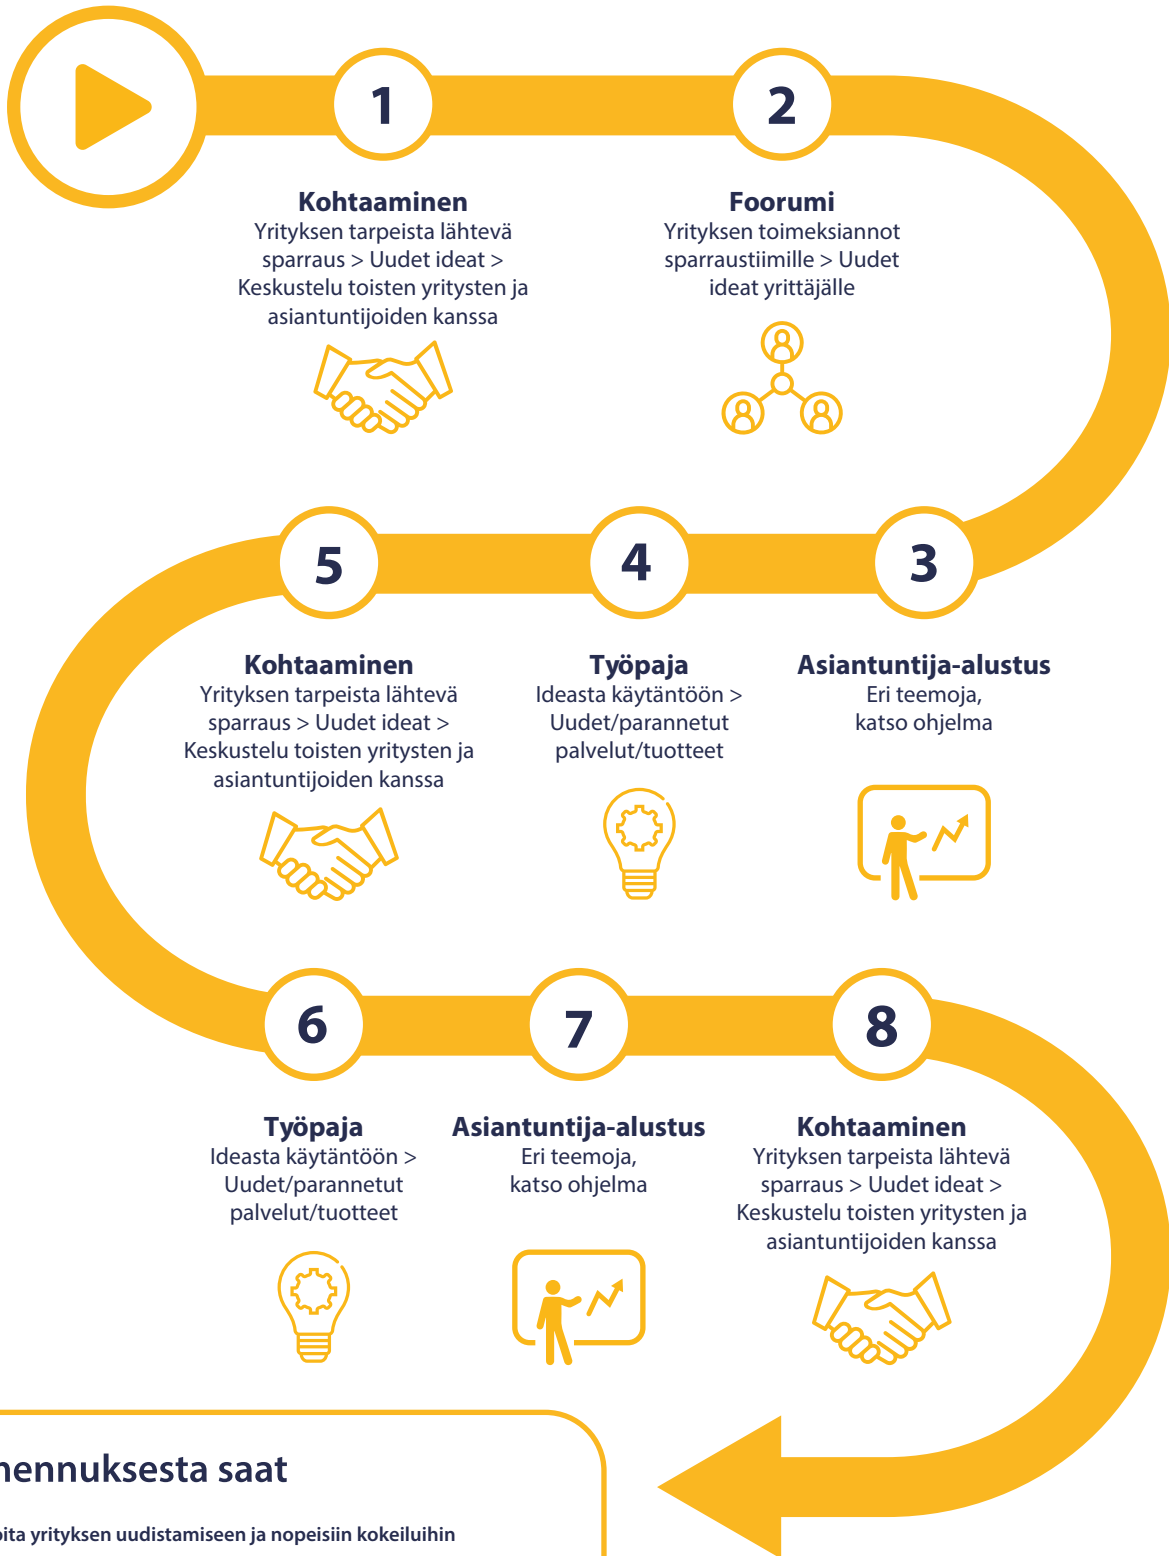 1
Kohtaaminen
Yrityksen tarpeista lähtevä
sparraus > Uudet ideat >
Keskustelu toisten yritysten ja
asiantuntijoiden kanssa
2
Foorumi
Yrityksen toimeksiannot
sparraustiimille > Uudet
ideat yrittäjälle
3
Asiantuntija-alustus
Eri teemoja,
katso ohjelma
4
Työpaja
Ideasta käytäntöön >
Uudet/parannetut
palvelut/tuotteet
5
Kohtaaminen
Yrityksen tarpeista lähtevä
sparraus > Uudet ideat >
Keskustelu toisten yritysten ja
asiantuntijoiden kanssa
6
Työpaja
Ideasta käytäntöön >
Uudet/parannetut
palvelut/tuotteet
7
Asiantuntija-alustus
Eri teemoja,
katso ohjelma
8
Kohtaaminen
Yrityksen tarpeista lähtevä
sparraus > Uudet ideat >
Keskustelu toisten yritysten ja
asiantuntijoiden kanssa
saat
yrityksen uudistamiseen ja nopeisiin kokeiluihin